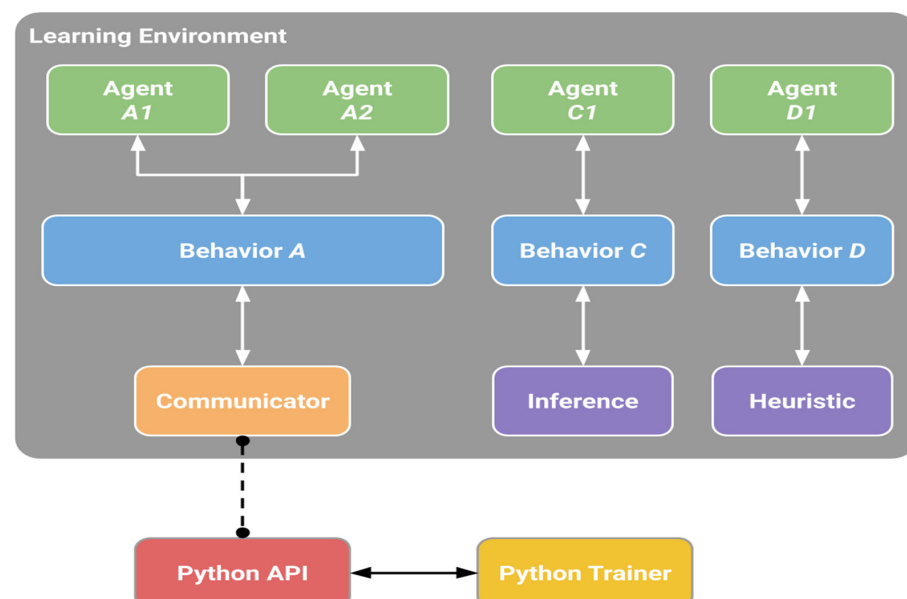 Learning Environment
Agent
A1
Agent
A2
Agent
C1
Agent
D1
Behavior A
Behavior C
Behavior D
Communicator
Inference
Heuristic
Python API
Python Trainer